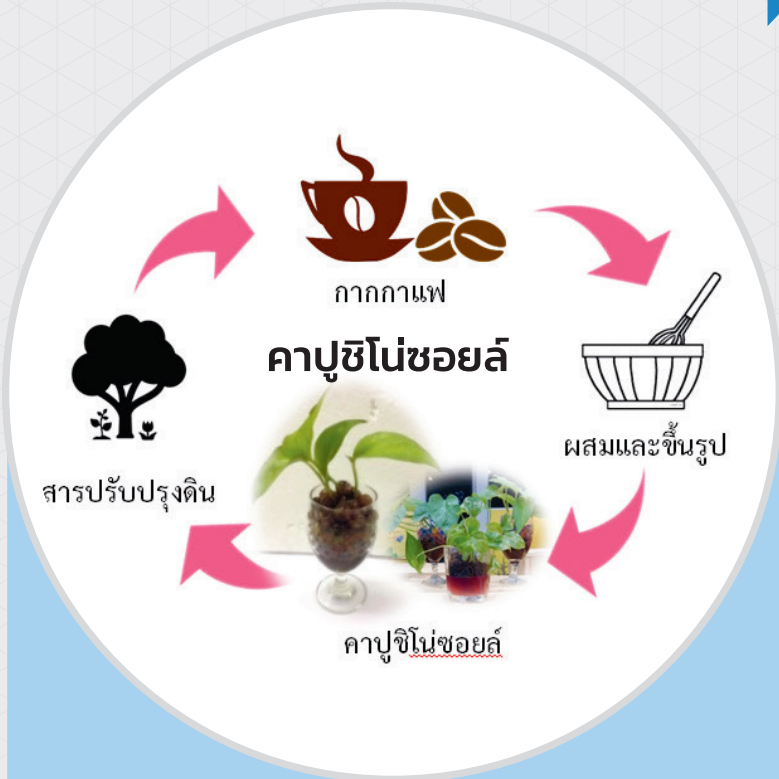 กากกาแฟ
คาปูชิโน่ซอยล์
ผสมและขึ้นรูป
สารปรับปรุงดิน
คาปูชิโน่ซอยล์